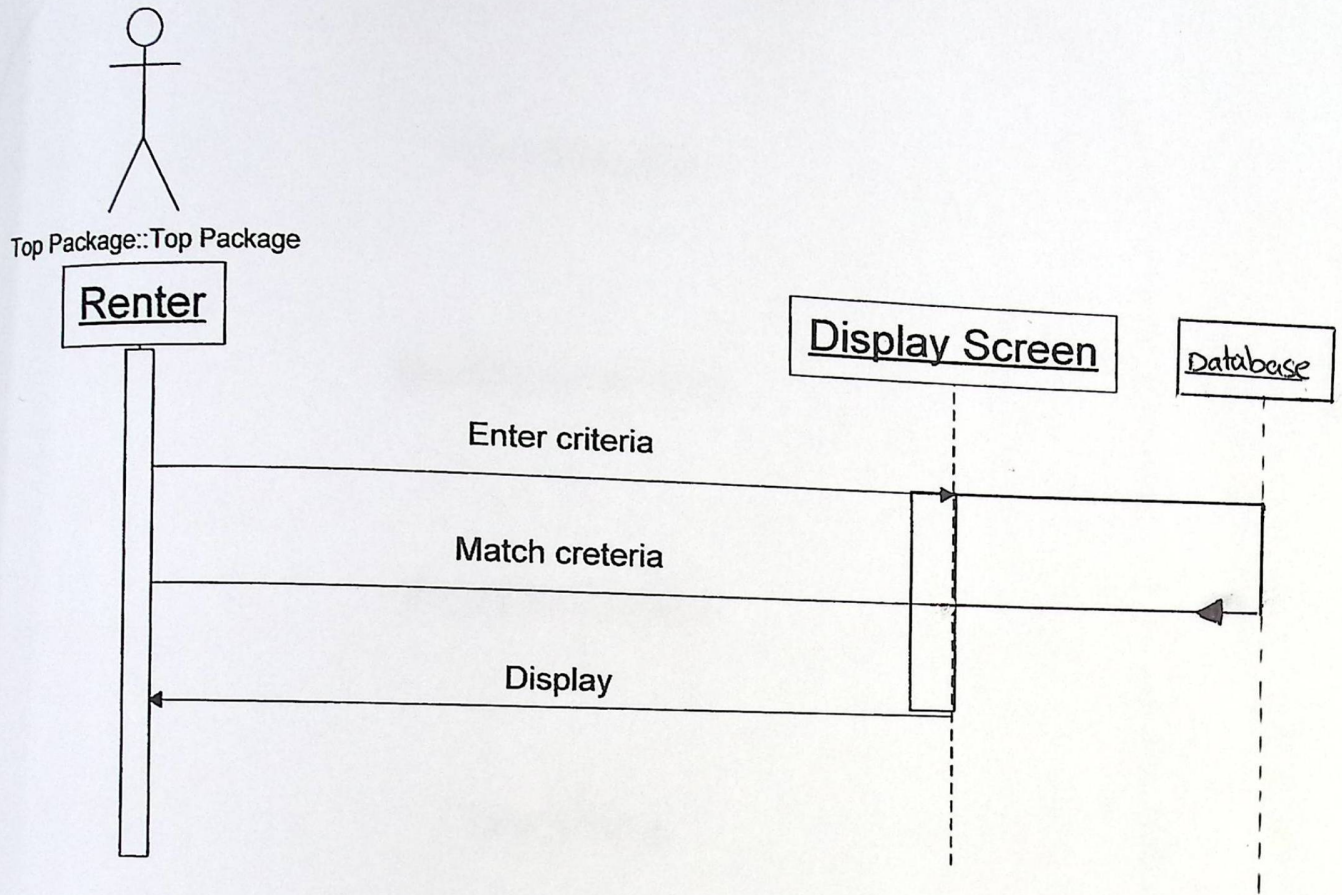 Top Package::Top Package
Renter
Display Screen
Database
Enter criteria
Match creteria
Display